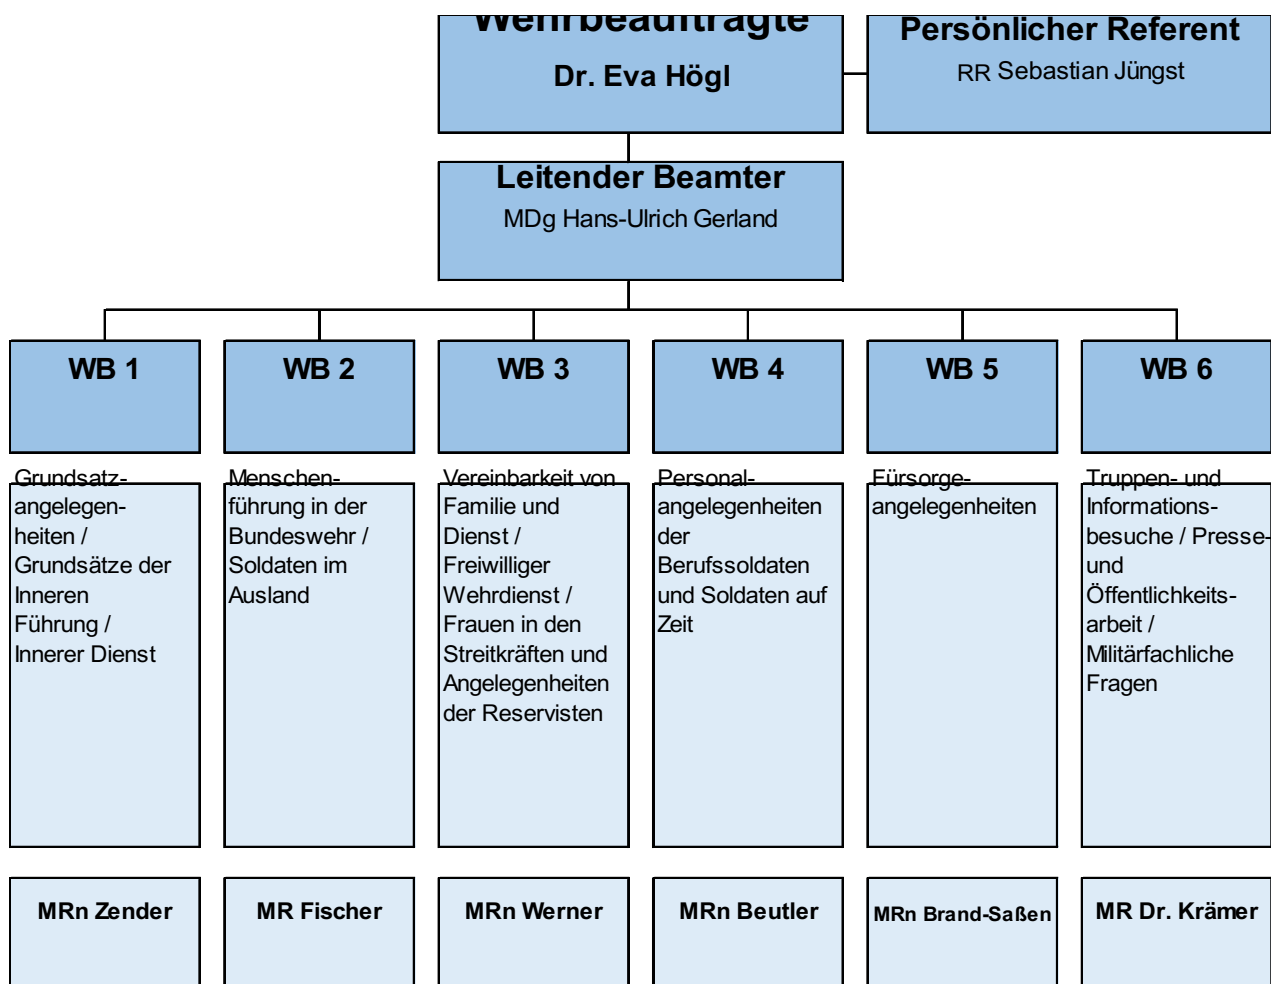 Wehrbeauftragte
Dr. Eva Högl
Persönlicher Referent
RR Sebastian Jüngst
Leitender Beamter
MDg Hans-Ulrich Gerland
WB 1
WB 2
WB 3
WB 4
WB 5
WB 6
Grundsatz-
angelegen-
heiten /
Grundsätze der
Inneren
Führung /
Innerer Dienst
Menschen-
führung in der
Bundeswehr /
Soldaten im
Ausland
Vereinbarkeit von
Familie und
Dienst /
Freiwilliger
Wehrdienst /
Frauen in den
Streitkräften und
Angelegenheiten
der Reservisten
Personal-
angelegenheiten
der
Berufssoldaten
und Soldaten auf
Zeit
Fürsorge-
angelegenheiten
Truppen- und
Informations-
besuche / Presse-
und
Öffentlichkeits-
arbeit /
Militärfachliche
Fragen
MRn Zender
MR Fischer
MRn Werner
MRn Beutler
MRn Brand-Saßen
MR Dr. Krämer